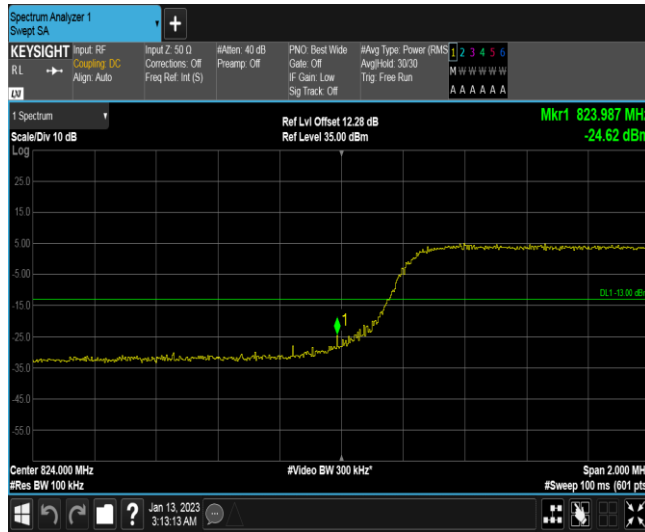 Spectrum Analyzer 1
Swept SA
+
KEYSIGHT
RL
LXI
Input: RF
Coupling: DC
Align: Auto
Input Z: 50 Ω
Corrections: Off
Freq Ref: Int (S)
#Atten: 40 dB
Preamp: Off
PNO: Best Wide
Gate: Off
IF Gain: Low
Sig Track: Off
#Avg Type: Power (RMS
Avg|Hold: 30/30
Trig: Free Run
1 2 3 4 5 6
M W W W W W
A A A A A A
1 Spectrum
Scale/Div 10 dB
Ref Lvl Offset 12.28 dB
Ref Level 35.00 dBm
Mkr1 823.987 MHz
-24.62 dBm
Log
25.0
15.0
5.00
-5.00
-15.0
-25.0
-35.0
-45.0
-55.0
1
DL1 -13.00 dBm
Center 824.000 MHz
#Res BW 100 kHz
#Video BW 300 kHz*
Span 2.000 MHz
#Sweep 100 ms (601 pts)
?
Jan 13, 2023
3:13:13 AM